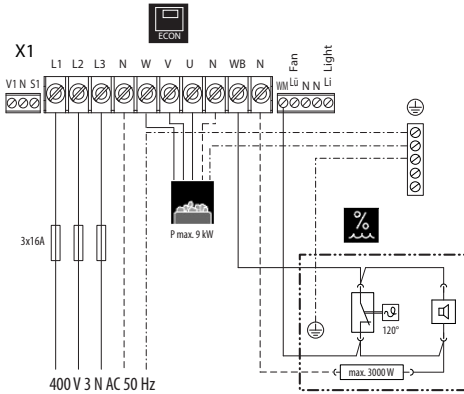 ECON
X1
L1 L2 L3 N W V U N WB N
V1 N S1
WM Lü N N Li
Fan
Light
3x16A
P max. 9 kW
%
120°
max. 3000 W
400 V 3 N AC 50 Hz